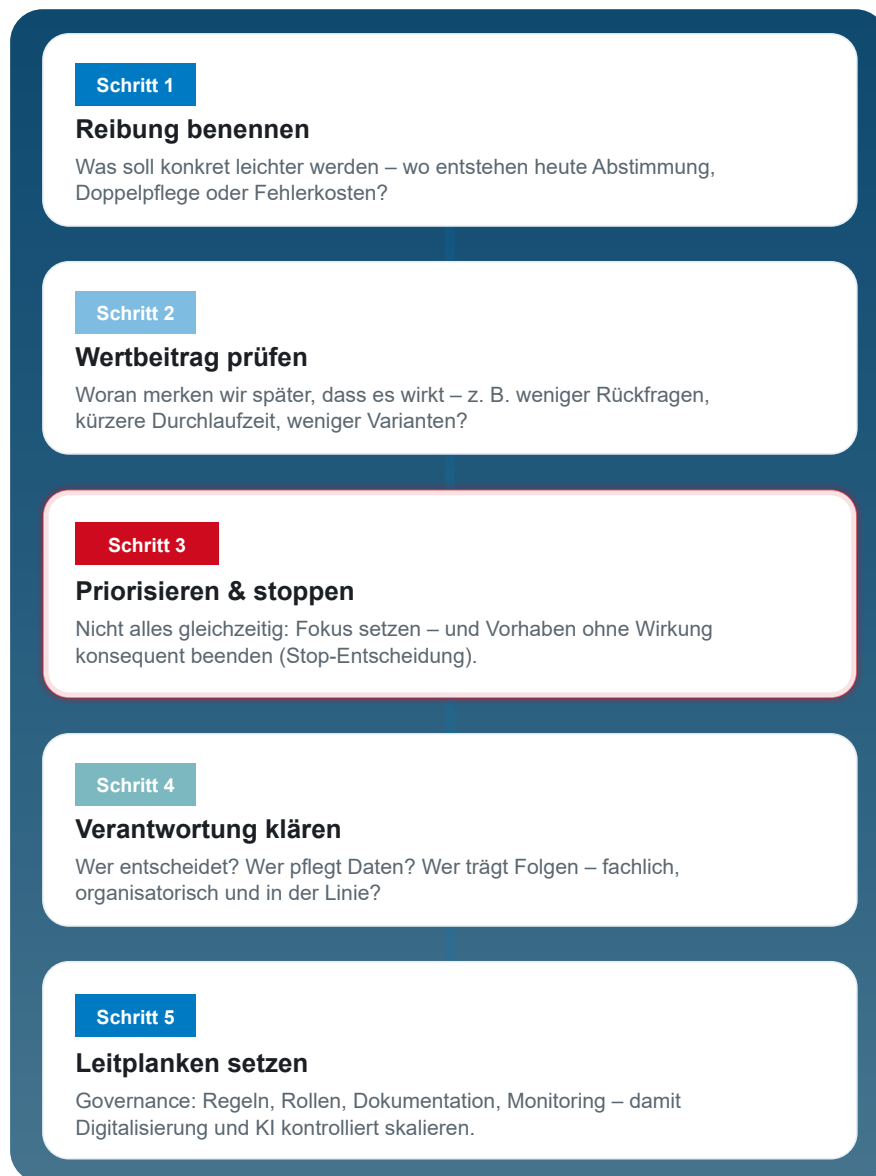 Schritt 1
Reibung benennen
Was soll konkret leichter werden – wo entstehen heute Abstimmung,
Doppelpflege oder Fehlerkosten?
Schritt 2
Wertbeitrag prüfen
Woran merken wir später, dass es wirkt – z. B. weniger Rückfragen,
kürzere Durchlaufzeit, weniger Varianten?
Schritt 3
Priorisieren & stoppen
Nicht alles gleichzeitig: Fokus setzen – und Vorhaben ohne Wirkung
konsequent beenden (Stop-Entscheidung).
Schritt 4
Verantwortung klären
Wer entscheidet? Wer pflegt Daten? Wer trägt Folgen – fachlich,
organisatorisch und in der Linie?
Schritt 5
Leitplanken setzen
Governance: Regeln, Rollen, Dokumentation, Monitoring – damit
Digitalisierung und KI kontrolliert skalieren.